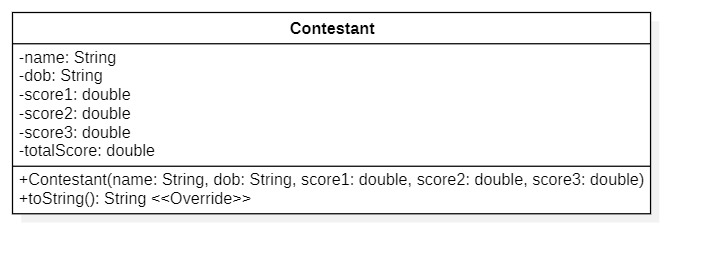 Contestant
-name: String
-dob: String
-score1: double
-score2: double
-score3: double
-totalScore: double
+Contestant(name: String, dob: String, score1: double, score2: double, score3: double)
+toString(): String <<Override>>